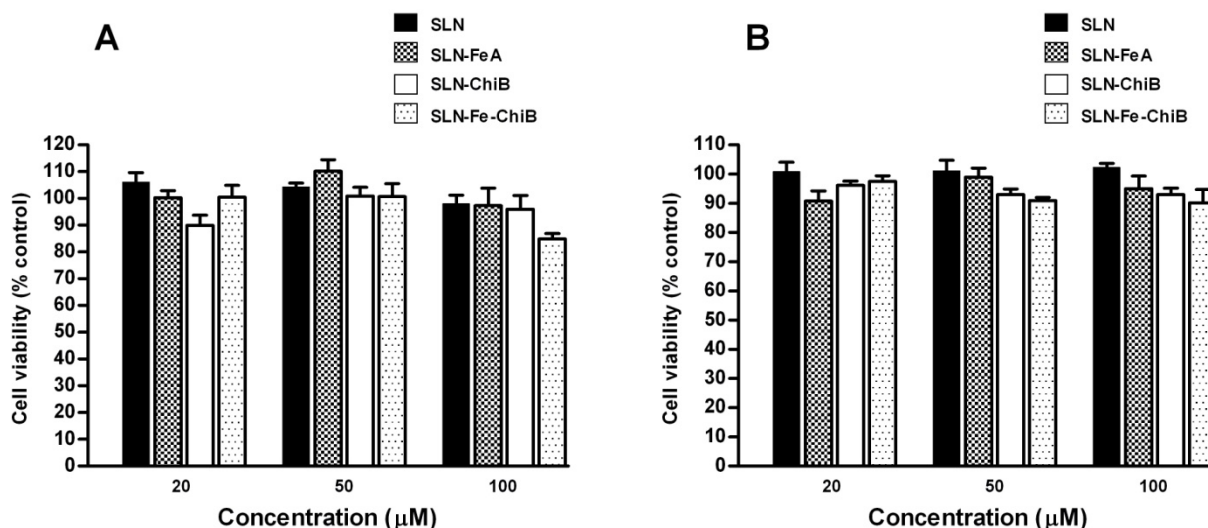 A
SLN
SLN-FeA
SLN-ChiB
SLN-Fe-ChiB
Cell viability (% control)
120
110
100
90
80
70
60
50
40
30
20
10
0
20 50 100
Concentration (μM)
B
SLN
SLN-FeA
SLN-ChiB
SLN-Fe-ChiB
Cell viability (% control)
110
100
90
80
70
60
50
40
30
20
10
0
20 50 100
Concentration (μM)